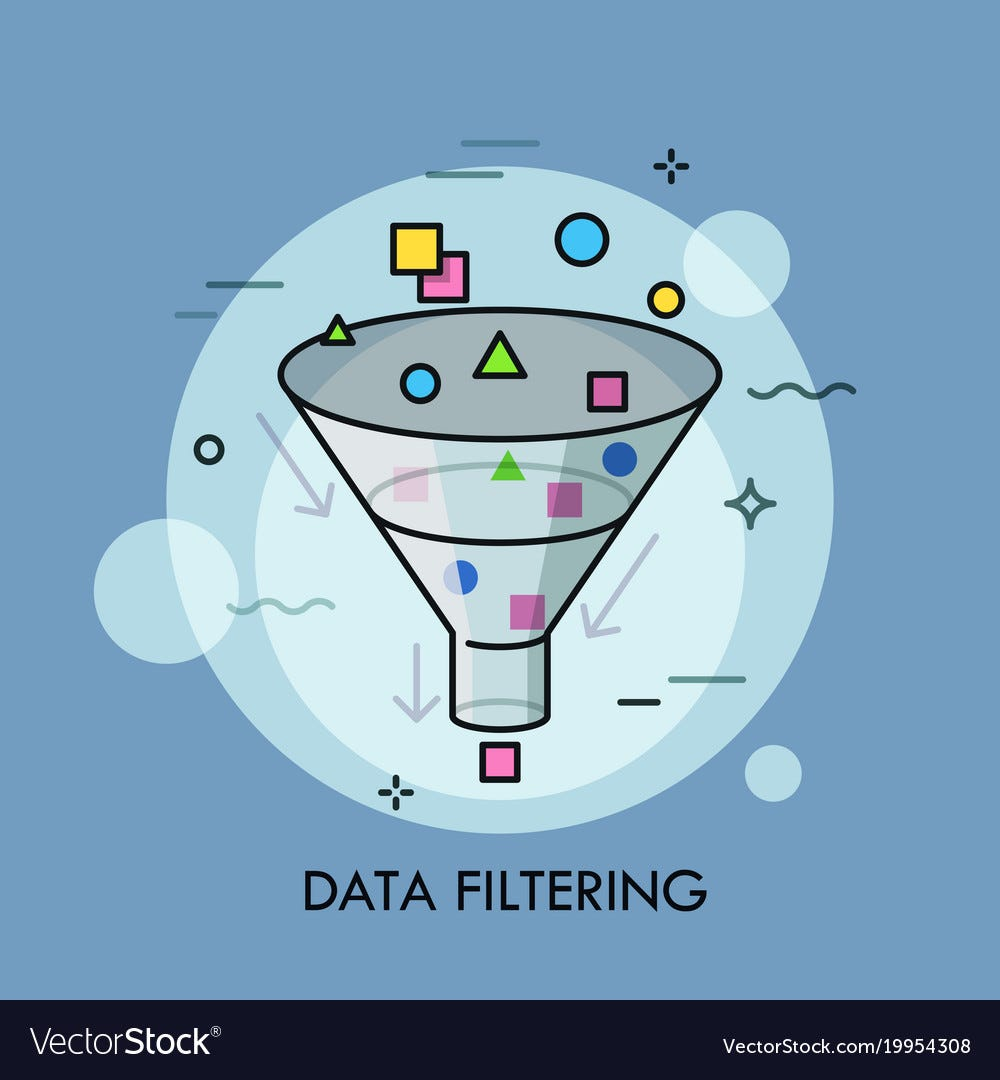 DATA FILTERING
VectorStock®
VectorStock.com/19954308